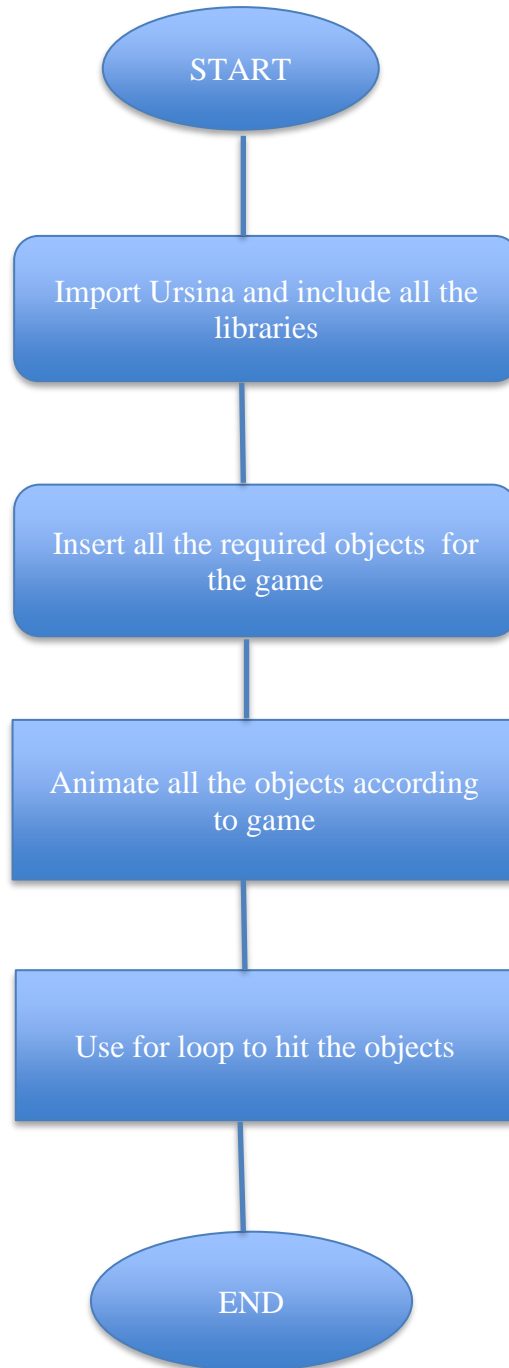 START
Import Ursina and include all the
libraries
Insert all the required objects for
the game
Animate all the objects according
to game
Use for loop to hit the objects
END